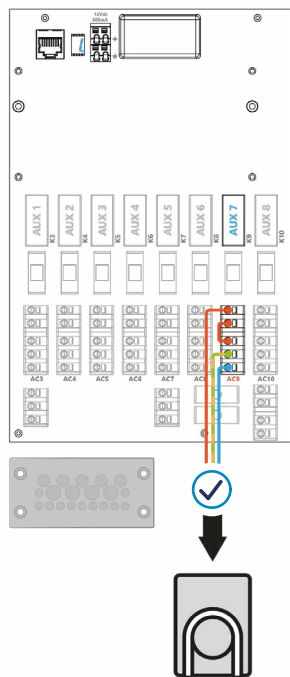 12Vdc
500mA
+
AUX 1
K3
AUX 2
K4
AUX 3
K5
AUX 4
K6
AUX 5
K7
AUX 6
K8
AUX 7
K9
AUX 8
K10
AC3
AC4
AC5
AC6
AC7
AC8
AC9
AC10